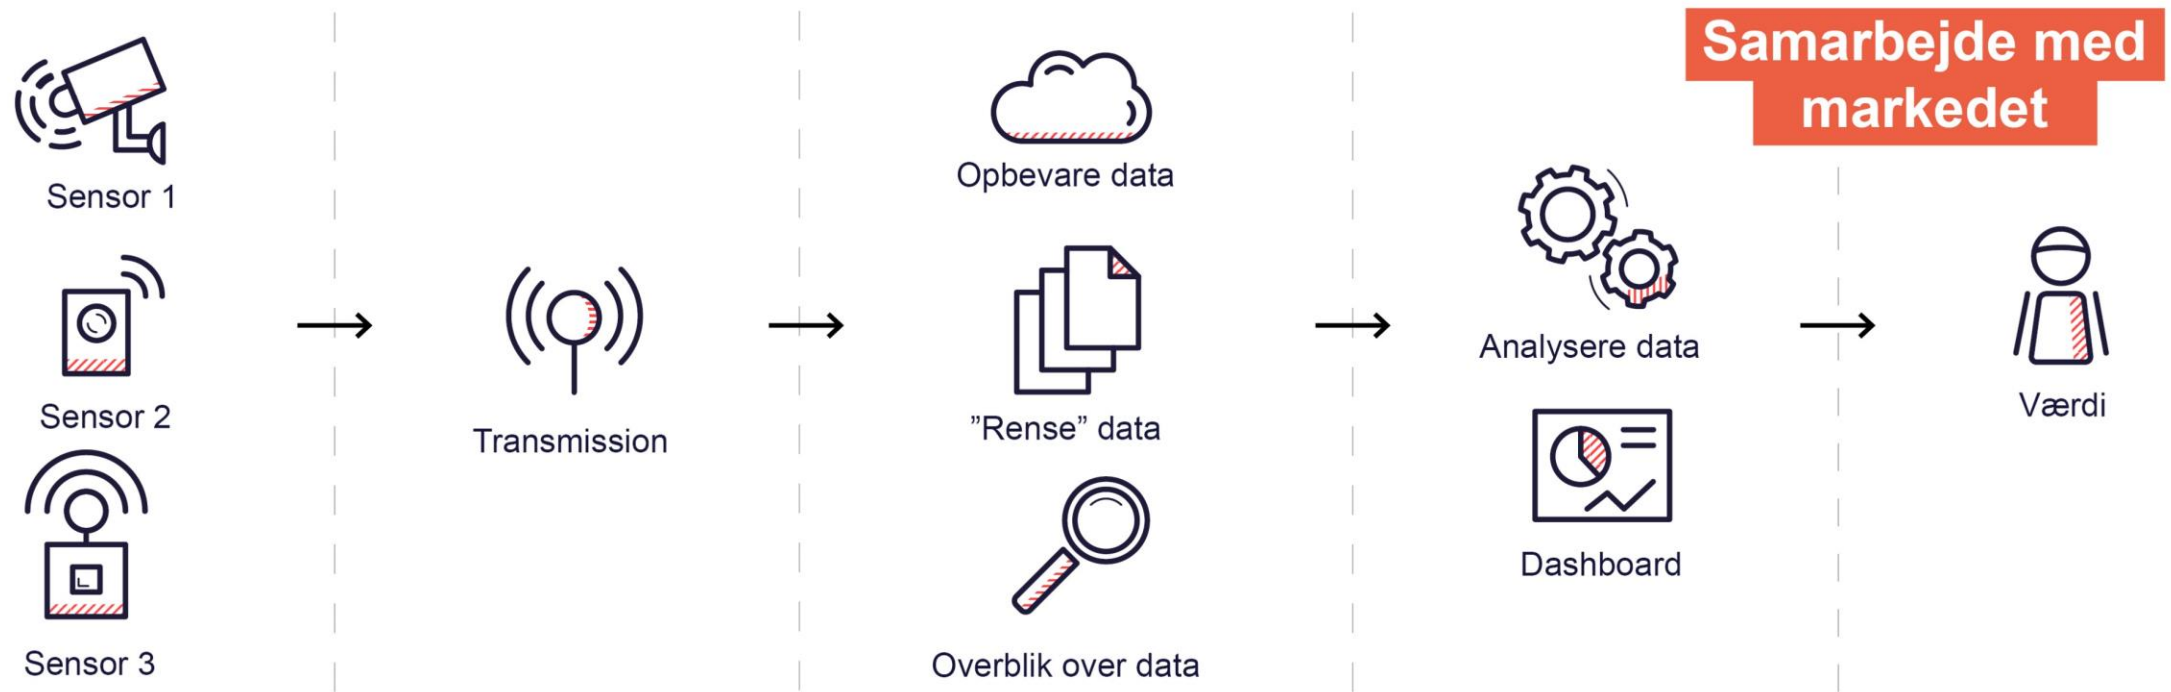 Samarbejde med
markedet
Sensor 1
Sensor 2
Sensor 3
Transmission
Opbevare data
”Rense” data
Overblik over data
Analysere data
Dashboard
Værdi